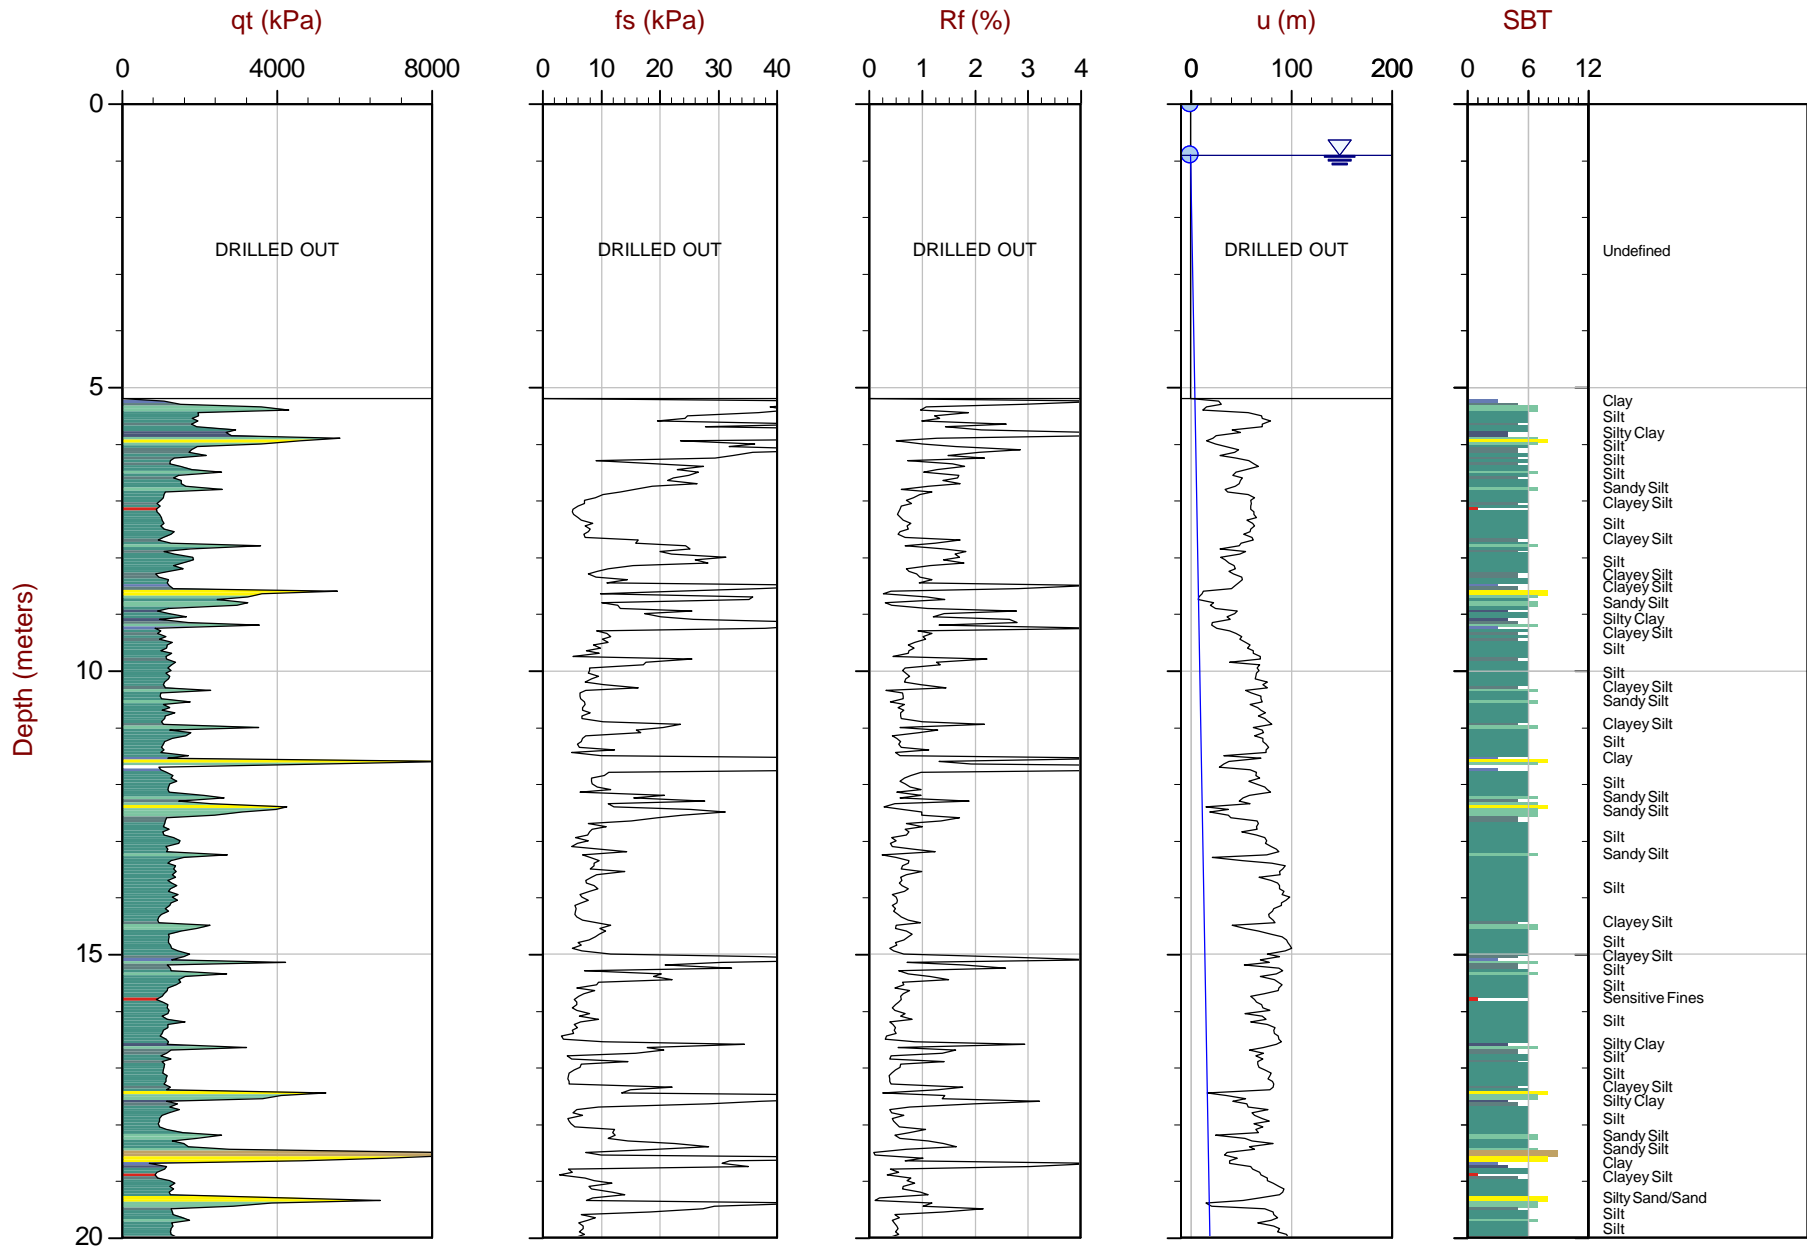 qt (kPa) fs (kPa) Rf (%) u (m) SBT
0 4000 8000 0 10 20 30 40 0 1 2 3 4 0 100 200 0 6 12
0
DRILLED OUT DRILLED OUT DRILLED OUT DRILLED OUT Undefined
5
Clay
Silt
Silty Clay
Silt
Silt
Silt
Sandy Silt
Clayey Silt
Silt
Clayey Silt
Silt
Clayey Silt
Clayey Silt
Sandy Silt
Silty Clay
Clayey Silt
Silt
10
Silt
Clayey Silt
Sandy Silt
Clayey Silt
Silt
Clay
Silt
Sandy Silt
Sandy Silt
Silt
Sandy Silt
Silt
Clayey Silt
Silt
15
Clayey Silt
Silt
Silt
Sensitive Fines
Silt
Silty Clay
Silt
Silt
Clayey Silt
Silty Clay
Silt
Sandy Silt
Sandy Silt
Clay
Clayey Silt
Silty Sand/Sand
Silt
Silt
20
Depth (meters)